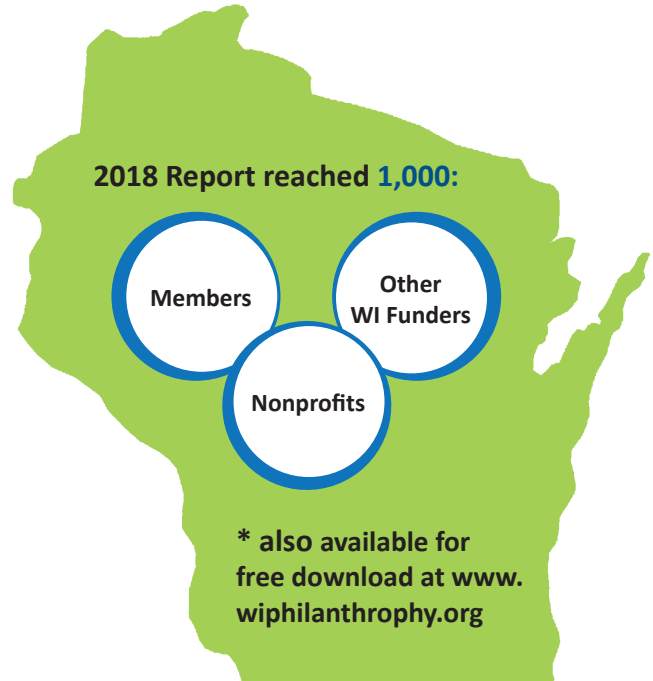 2018 Report reached 1,000:
Members
Other
WI Funders
Nonprofits
* also available for
free download at www.
wiphilanthrophy.org